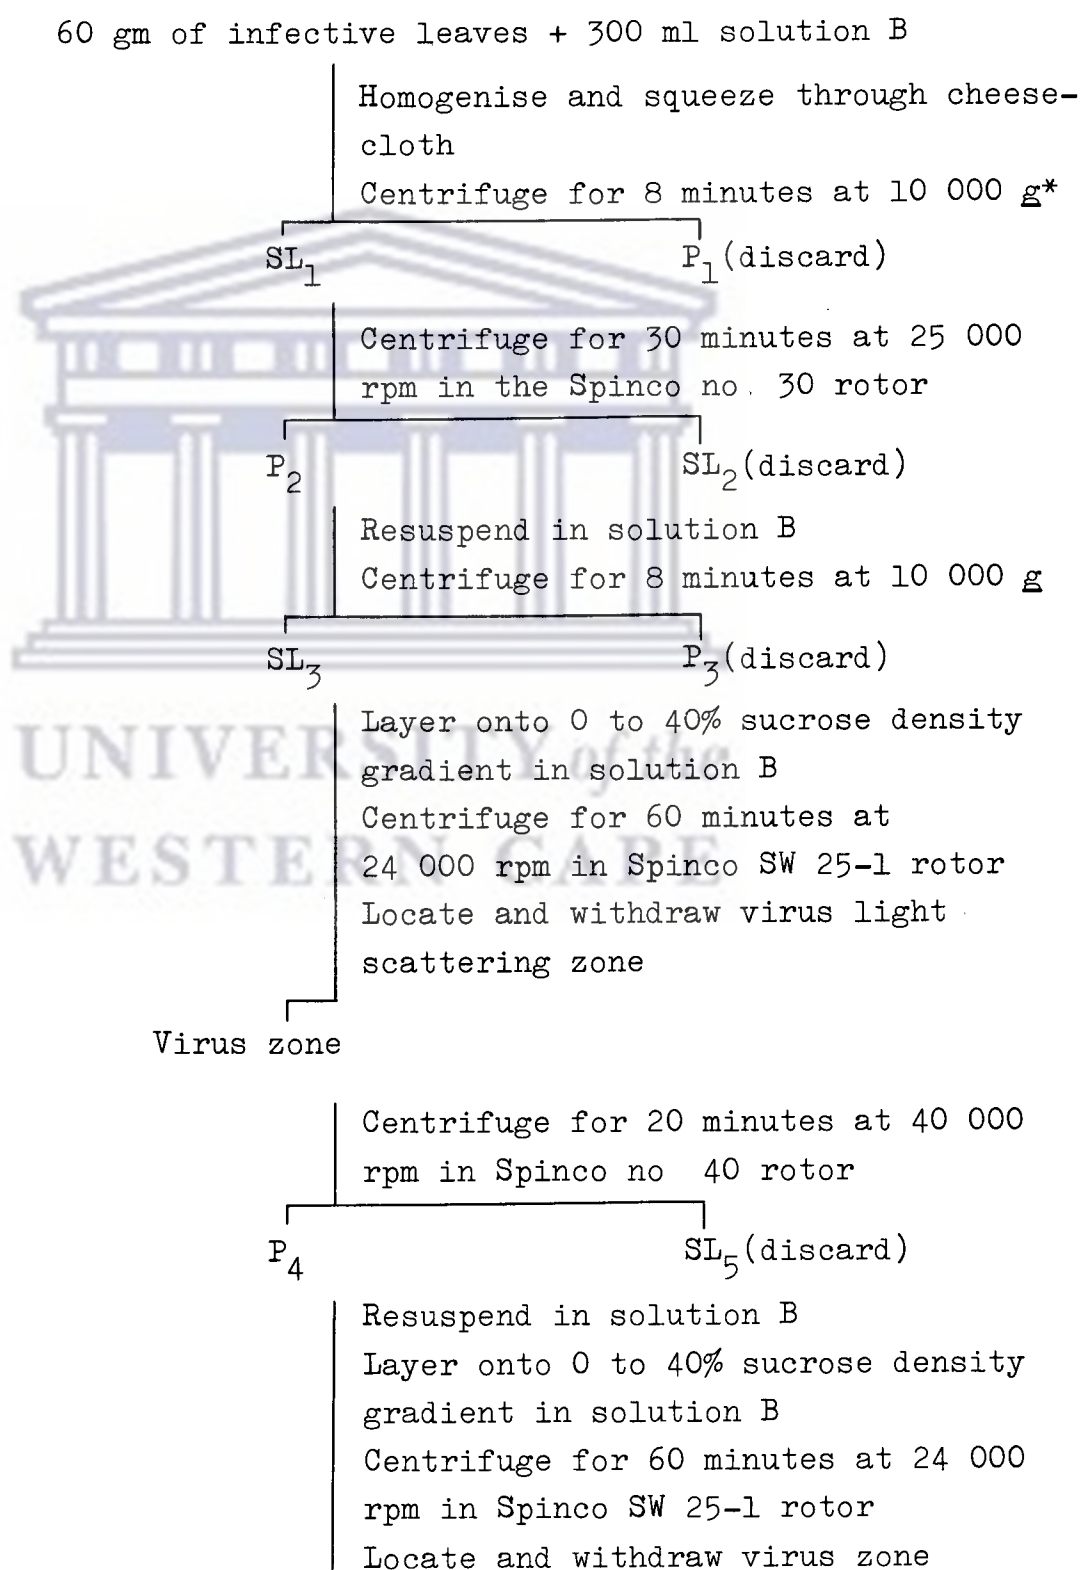 60 gm of infective leaves + 300 ml solution B
Homogenise and squeeze through cheese-
cloth
Centrifuge for 8 minutes at 10 000 g*
SL₁ P₁(discard)
Centrifuge for 30 minutes at 25 000
rpm in the Spinco no. 30 rotor
P₂ SL₂(discard)
Resuspend in solution B
Centrifuge for 8 minutes at 10 000 g
SL₃ P₃(discard)
Layer onto 0 to 40% sucrose density
gradient in solution B
Centrifuge for 60 minutes at
24 000 rpm in Spinco SW 25-1 rotor
Locate and withdraw virus light
scattering zone
Virus zone
Centrifuge for 20 minutes at 40 000
rpm in Spinco no 40 rotor
P₄ SL₅(discard)
Resuspend in solution B
Layer onto 0 to 40% sucrose density
gradient in solution B
Centrifuge for 60 minutes at 24 000
rpm in Spinco SW 25-1 rotor
Locate and withdraw virus zone
UNIVERSITY of the
WESTERN CAPE